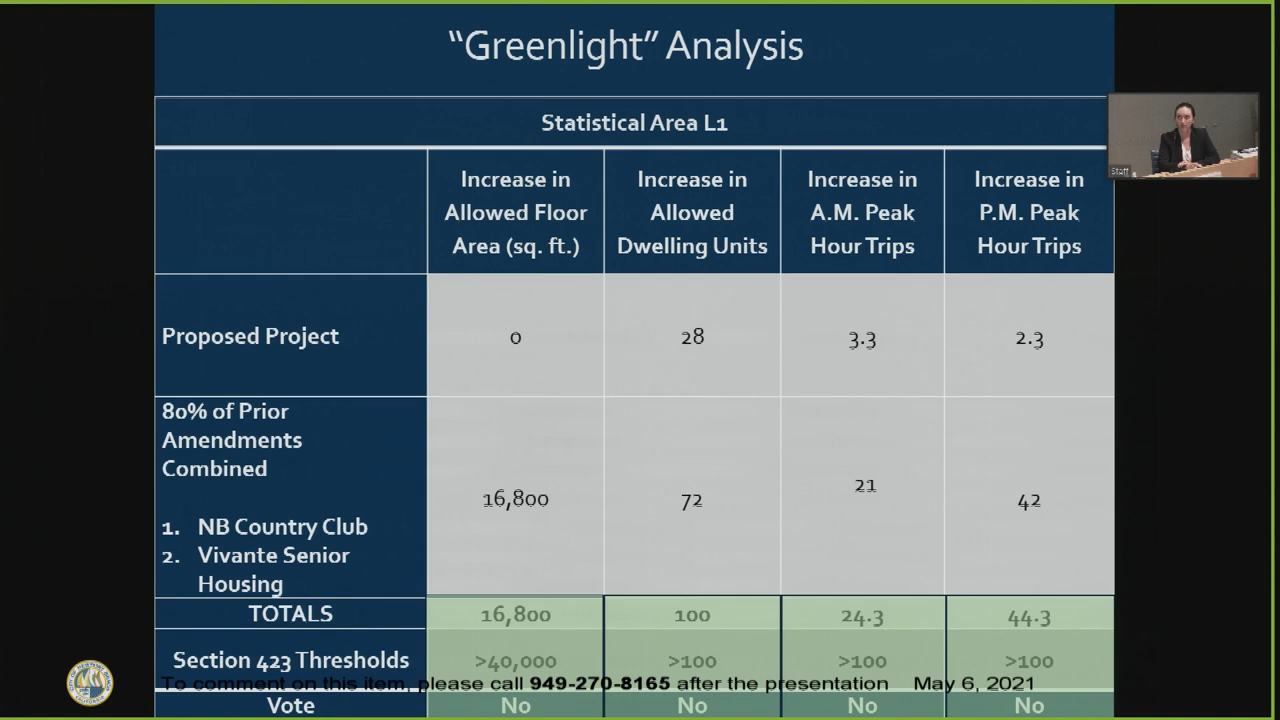 “Greenlight” Analysis
Statistical Area L1
Increase in
Allowed Floor
Area (sq. ft.)
Increase in
Allowed
Dwelling Units
Increase in
A.M. Peak
Hour Trips
Increase in
P.M. Peak
Hour Trips
Staff
Proposed Project 0 28 3.3 2.3
80% of Prior
Amendments
Combined
1. NB Country Club
2. Vivante Senior
Housing
16,800 72 21 42
TOTALS 16,800 100 24.3 44.3
Section 423 Thresholds >40,000 >100 >100 >100
To comment on this item, please call 949-270-8165 after the presentation May 6, 2021
Vote No No No No